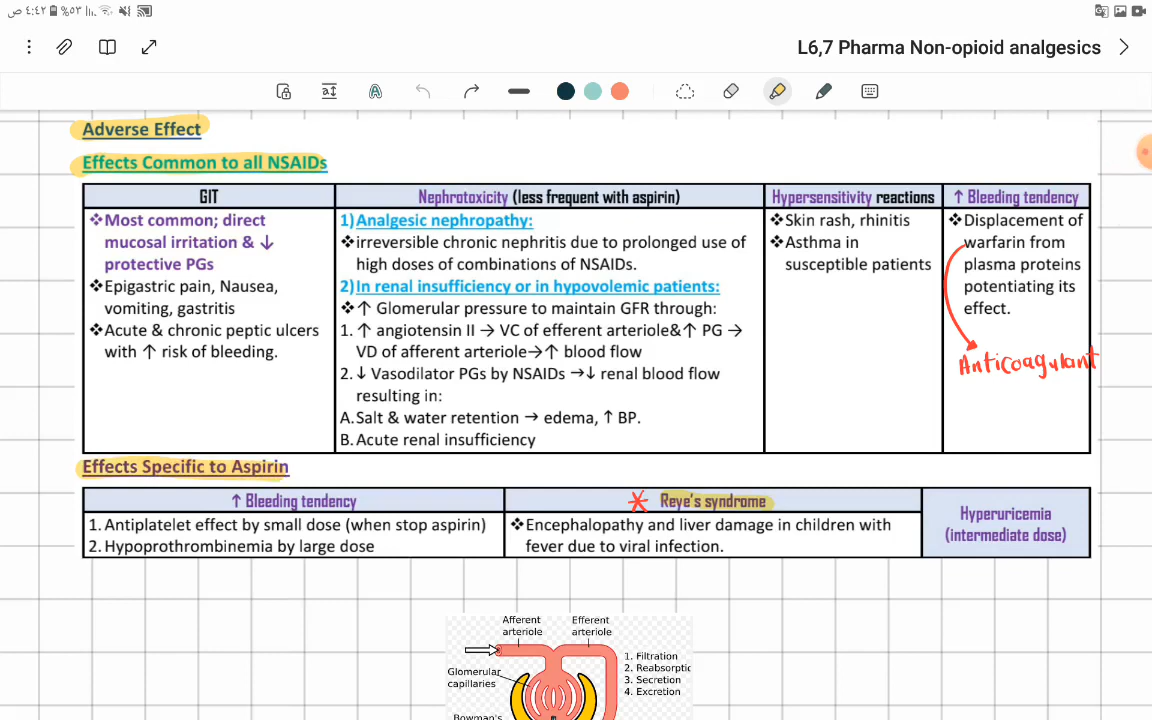 ٤:٤٢ ص
٪٥٣
L6,7 Pharma Non-opioid analgesics
Adverse Effect
Effects Common to all NSAIDs
GIT
❖Most common; direct
mucosal irritation & ↓
protective PGs
❖Epigastric pain, Nausea,
vomiting, gastritis
❖Acute & chronic peptic ulcers
with ↑ risk of bleeding.
Nephrotoxicity (less frequent with aspirin)
1) Analgesic nephropathy:
❖irreversible chronic nephritis due to prolonged use of
high doses of combinations of NSAIDs.
2) In renal insufficiency or in hypovolemic patients:
❖↑ Glomerular pressure to maintain GFR through:
1. ↑ angiotensin II → VC of efferent arteriole&↑ PG →
VD of afferent arteriole→↑ blood flow
2. ↓ Vasodilator PGs by NSAIDs →↓ renal blood flow
resulting in:
A. Salt & water retention → edema, ↑ BP.
B. Acute renal insufficiency
Hypersensitivity reactions
❖Skin rash, rhinitis
❖Asthma in
susceptible patients
↑ Bleeding tendency
❖Displacement of
warfarin from
plasma proteins
potentiating its
effect.
Anticoagulant
Effects Specific to Aspirin
↑ Bleeding tendency
1. Antiplatelet effect by small dose (when stop aspirin)
2. Hypoprothrombinemia by large dose
Reye's syndrome
❖Encephalopathy and liver damage in children with
fever due to viral infection.
Hyperuricemia
(intermediate dose)
Afferent
arteriole
Efferent
arteriole
Glomerular
capillaries
Bowman's
1. Filtration
2. Reabsorptic
3. Secretion
4. Excretion